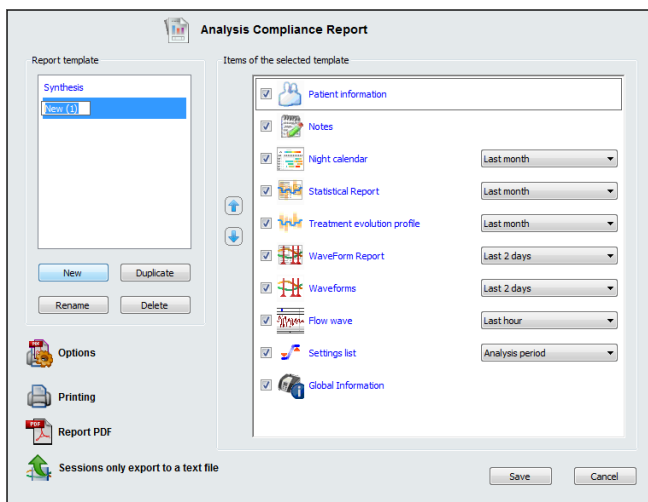 Analysis Compliance Report
Report template
Synthesis
New (1)
New
Duplicate
Rename
Delete
Options
Printing
PDF
Report PDF
Sessions only export to a text file
Items of the selected template
Patient information
Notes
Night calendar
Last month
Statistical Report
Last month
Treatment evolution profile
Last month
WaveForm Report
Last 2 days
Waveforms
Last 2 days
Flow wave
Last hour
Settings list
Analysis period
Global Information
Save
Cancel